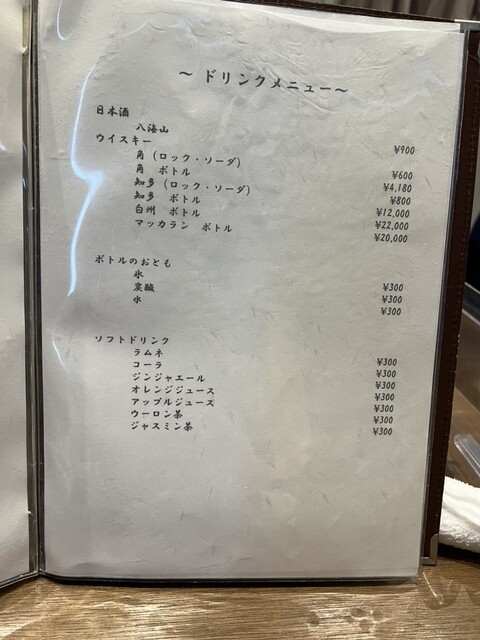 ～ ドリンクメニュー～
日本酒
八海山 ¥900
ウイスキー
角 (ロック・ソーダ) ¥600
角 ボトル ¥4,180
知多 (ロック・ソーダ) ¥800
知多 ボトル ¥12,000
白州 ボトル ¥22,000
マッカラン ボトル ¥20,000
ボトルのおとも
氷 ¥300
炭酸 ¥300
水 ¥300
ソフトドリンク
ラムネ ¥300
コーラ ¥300
ジンジャエール ¥300
オレンジジュース ¥300
アップルジュース ¥300
ウーロン茶 ¥300
ジャスミン茶 ¥300